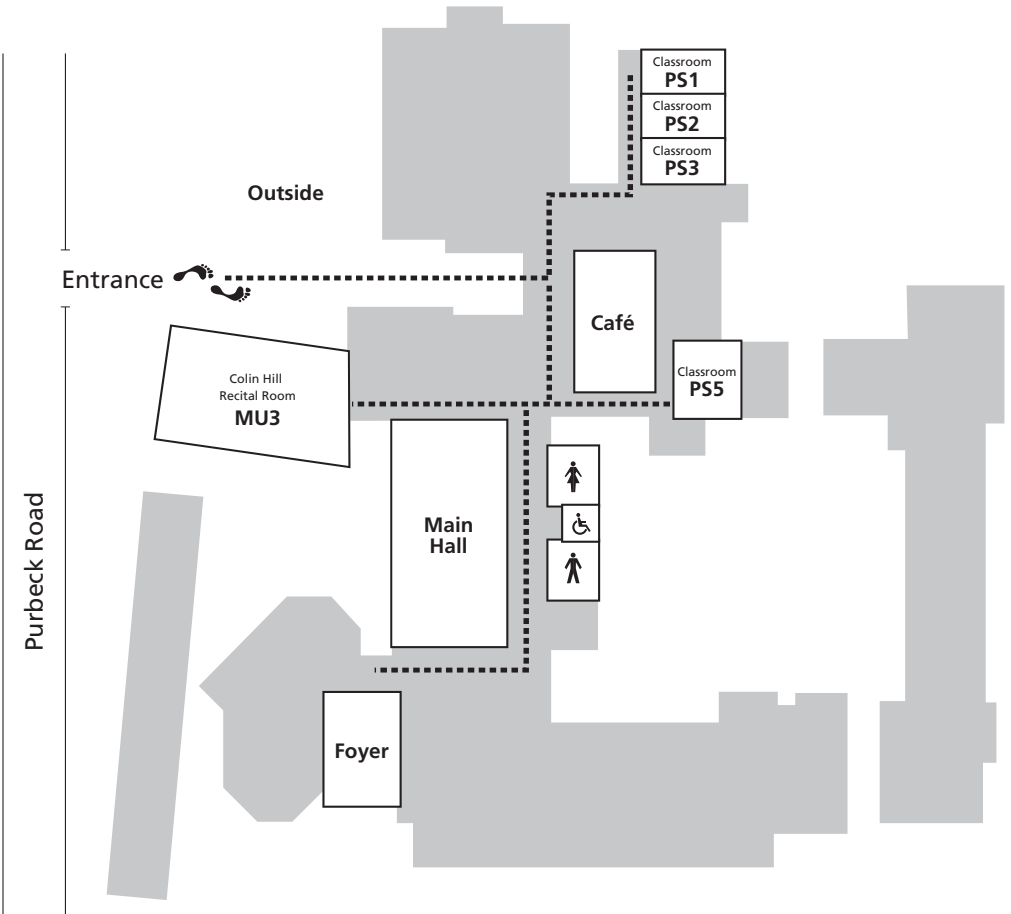 Classroom
PS1
Classroom
PS2
Classroom
PS3
Outside
Entrance
Café
Classroom
PS5
Colin Hill
Recital Room
MU3
Main
Hall
Purbeck Road
Foyer